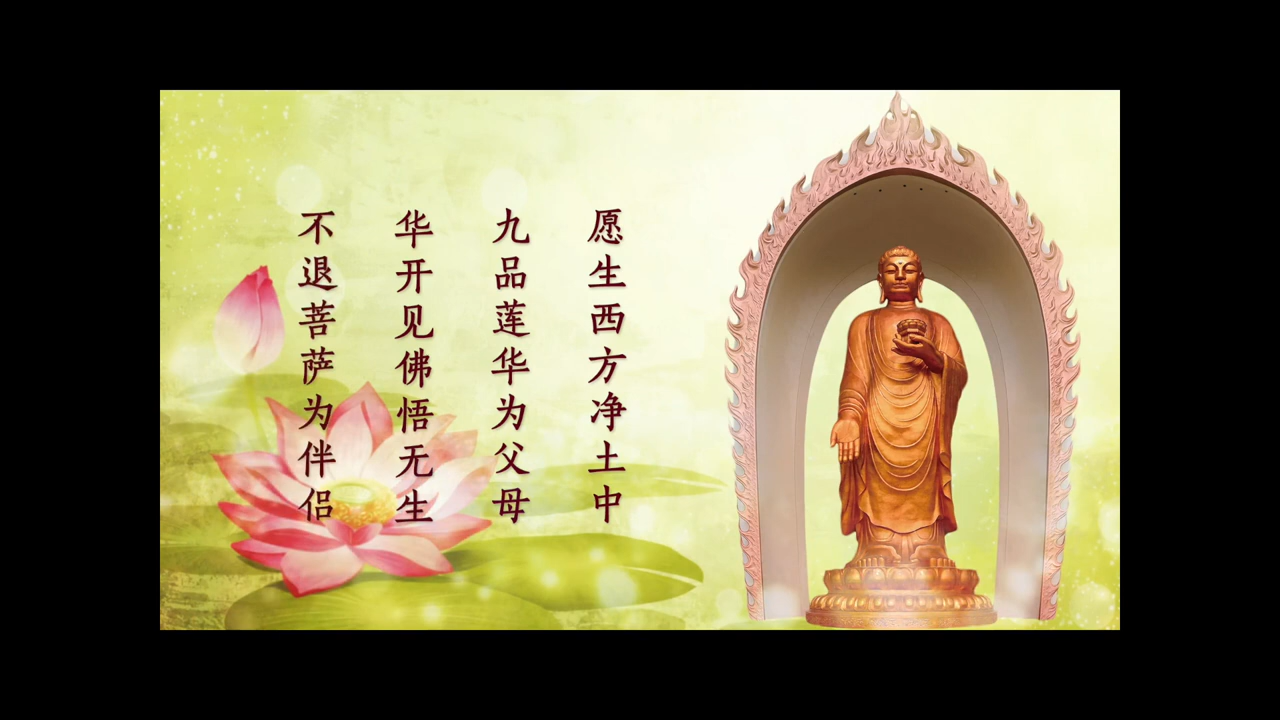 愿生西方净土中
九品莲华为父母
华开见佛悟无生
不退菩萨为伴侣